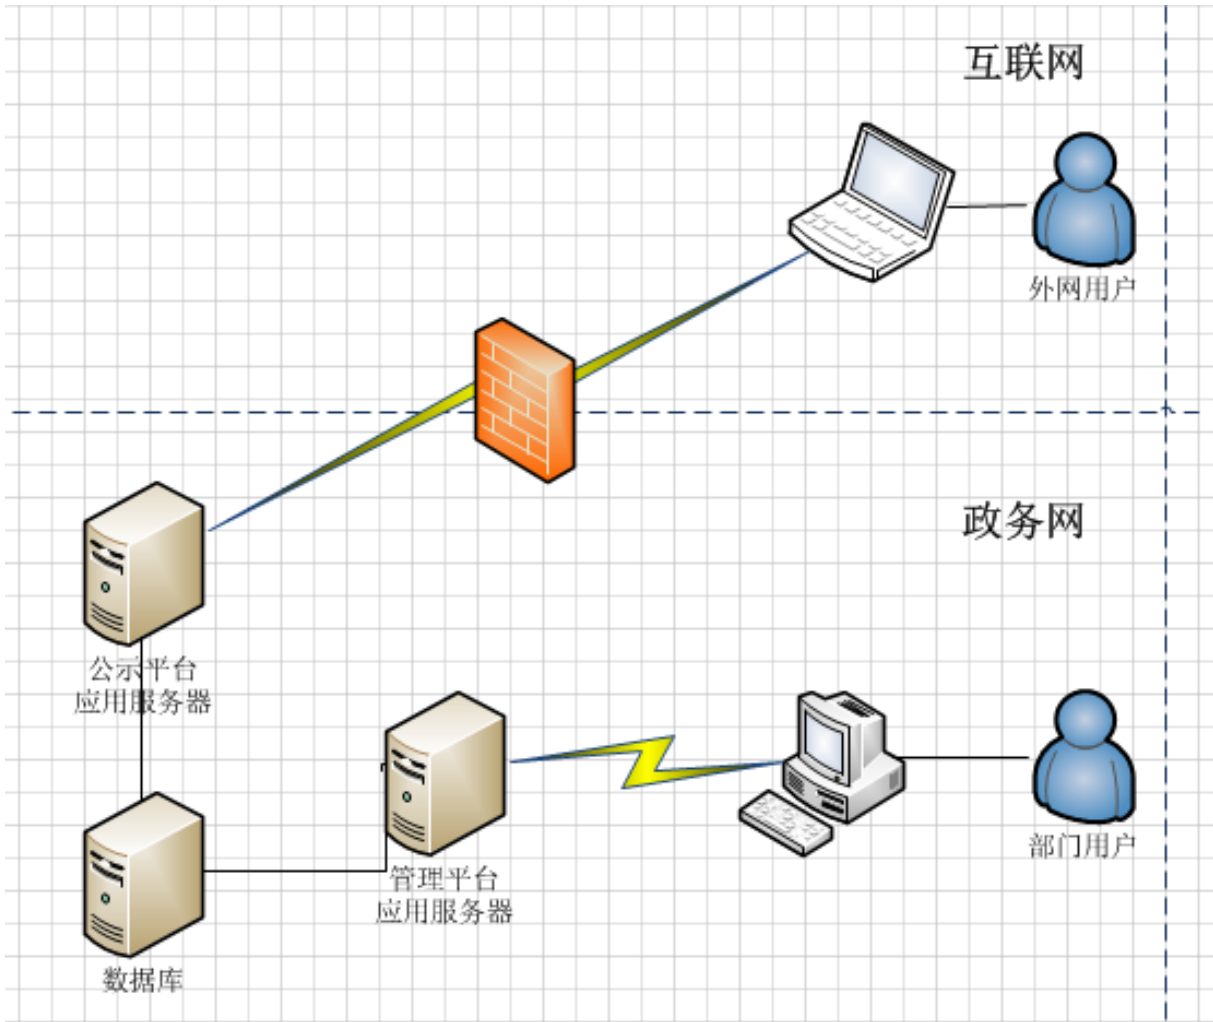 互联网
外网用户
政务网
公示平台
应用服务器
管理平台
应用服务器
部门用户
数据库